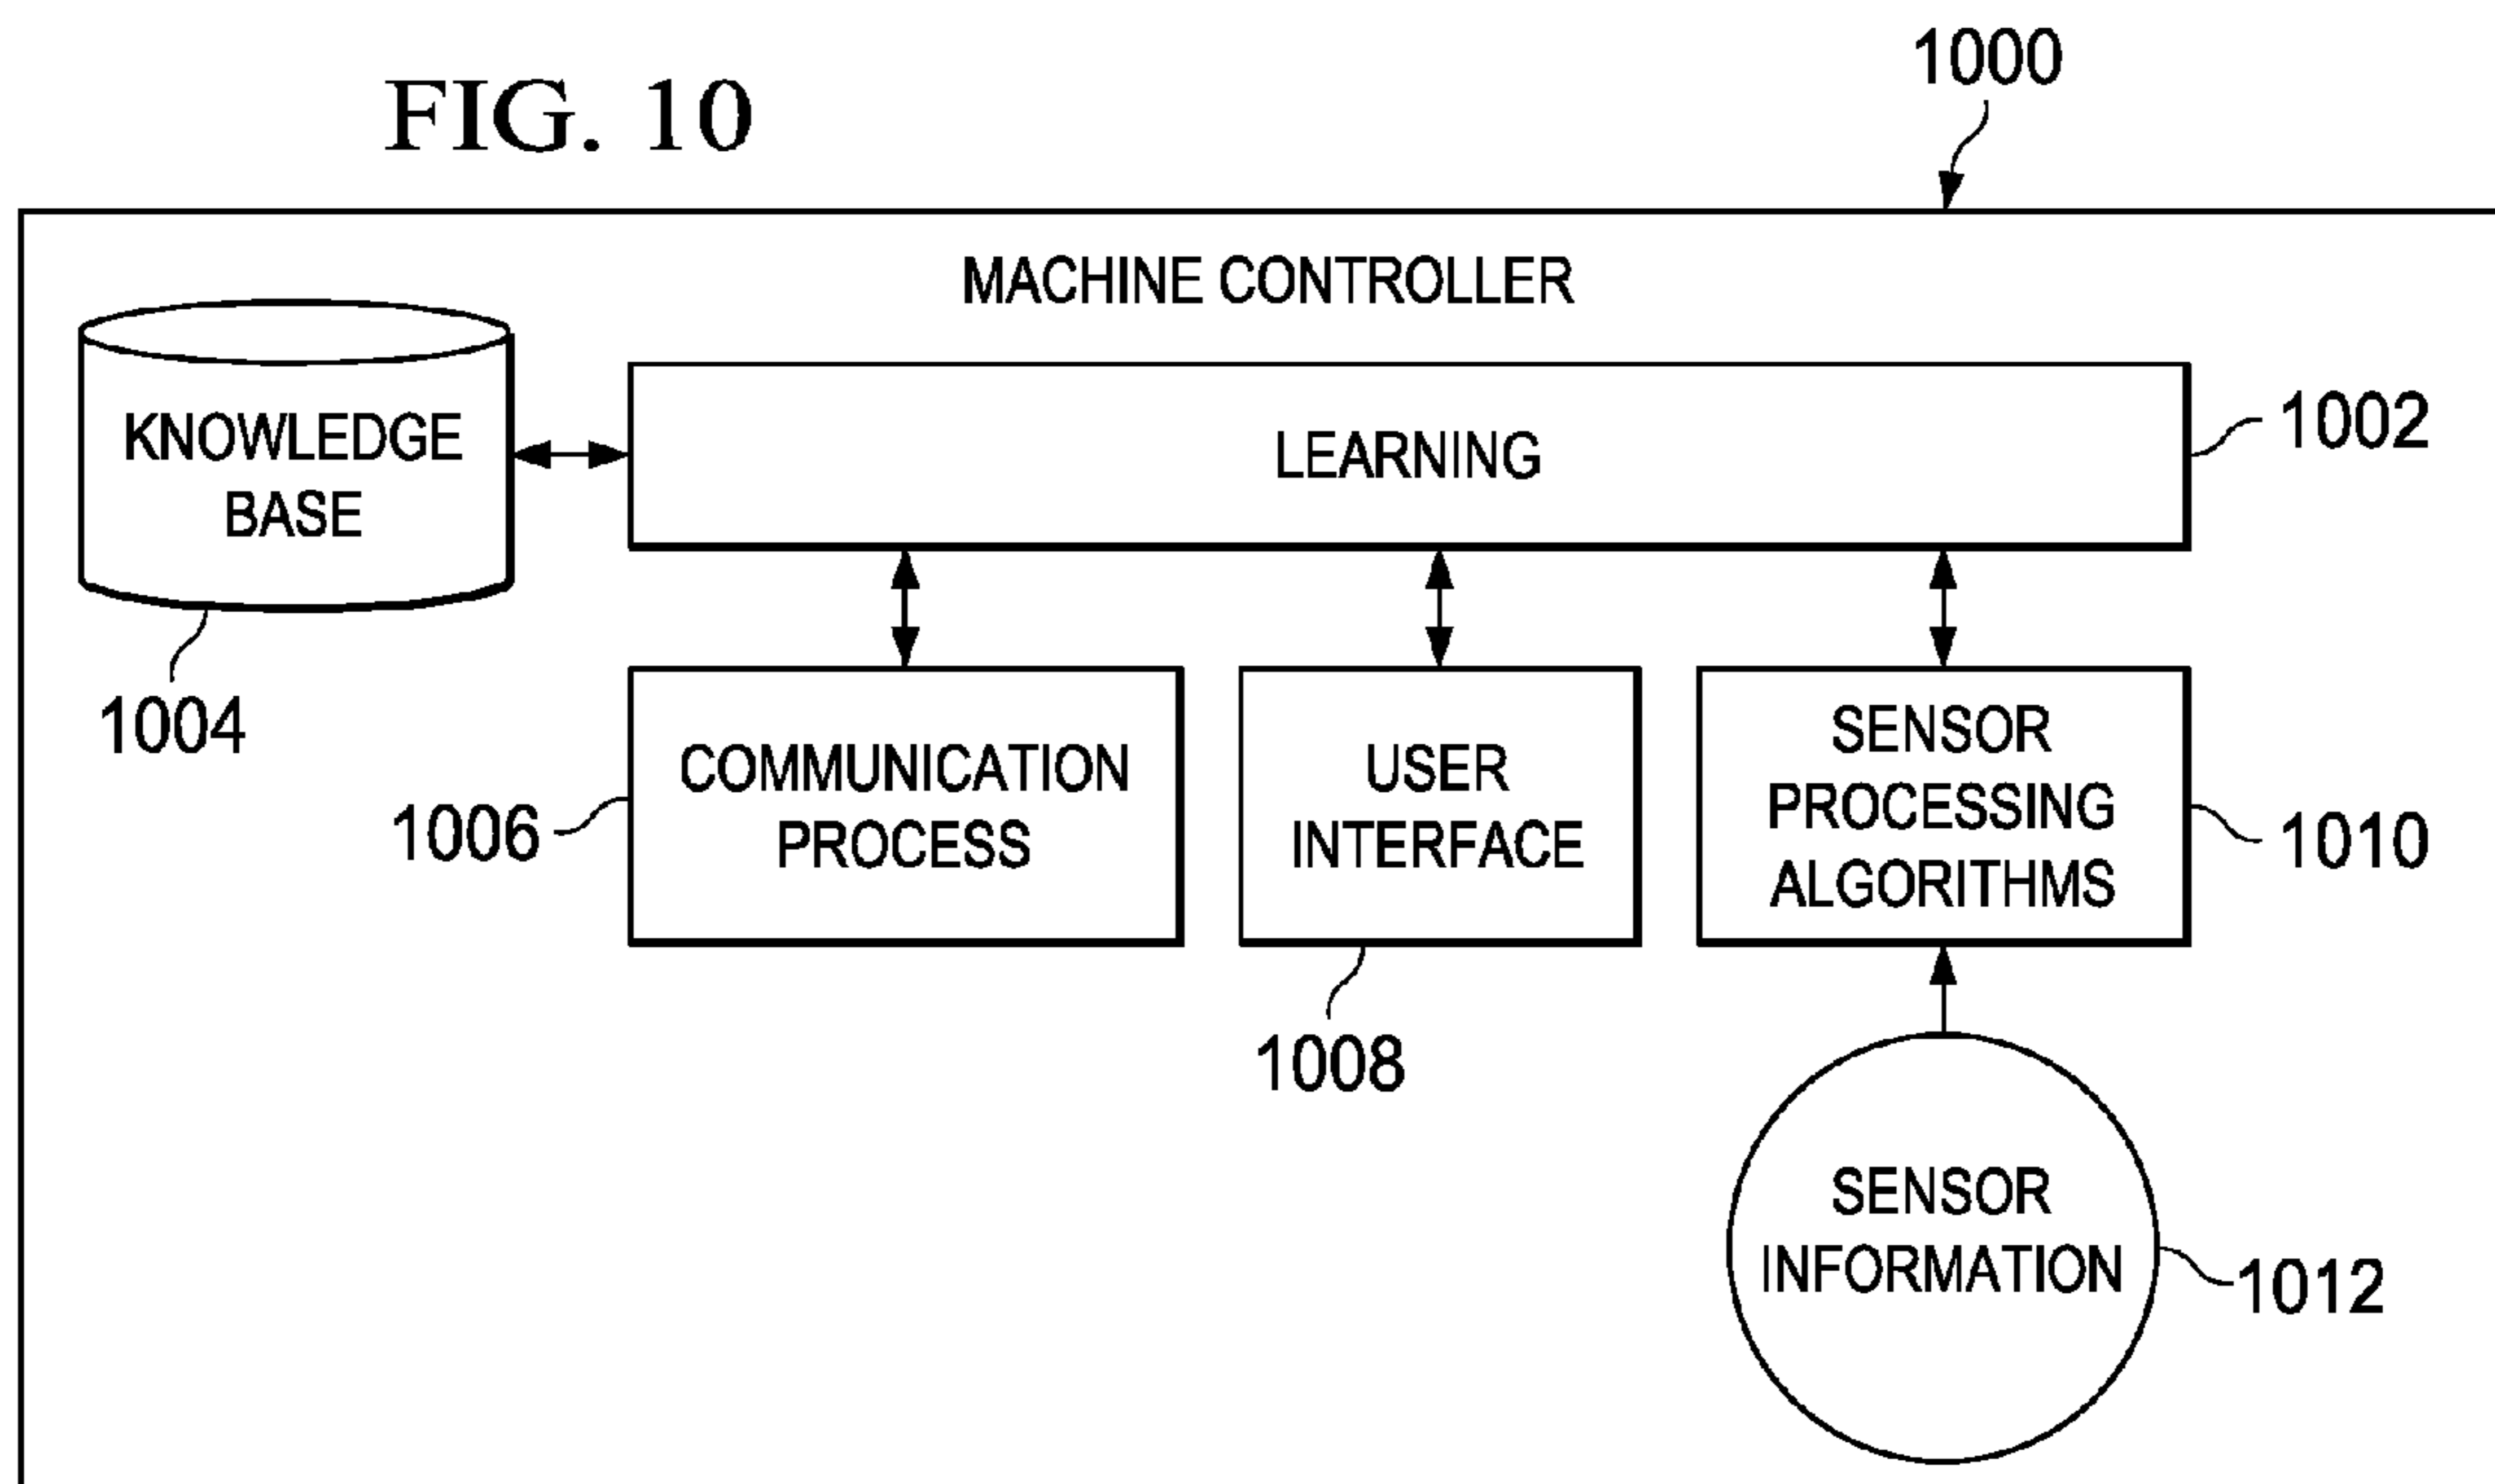 FIG. 10
1000
MACHINE CONTROLLER
KNOWLEDGE
BASE
LEARNING
1002
1004
COMMUNICATION
PROCESS
1006
USER
INTERFACE
1008
SENSOR
PROCESSING
ALGORITHMS
1010
SENSOR
INFORMATION
1012